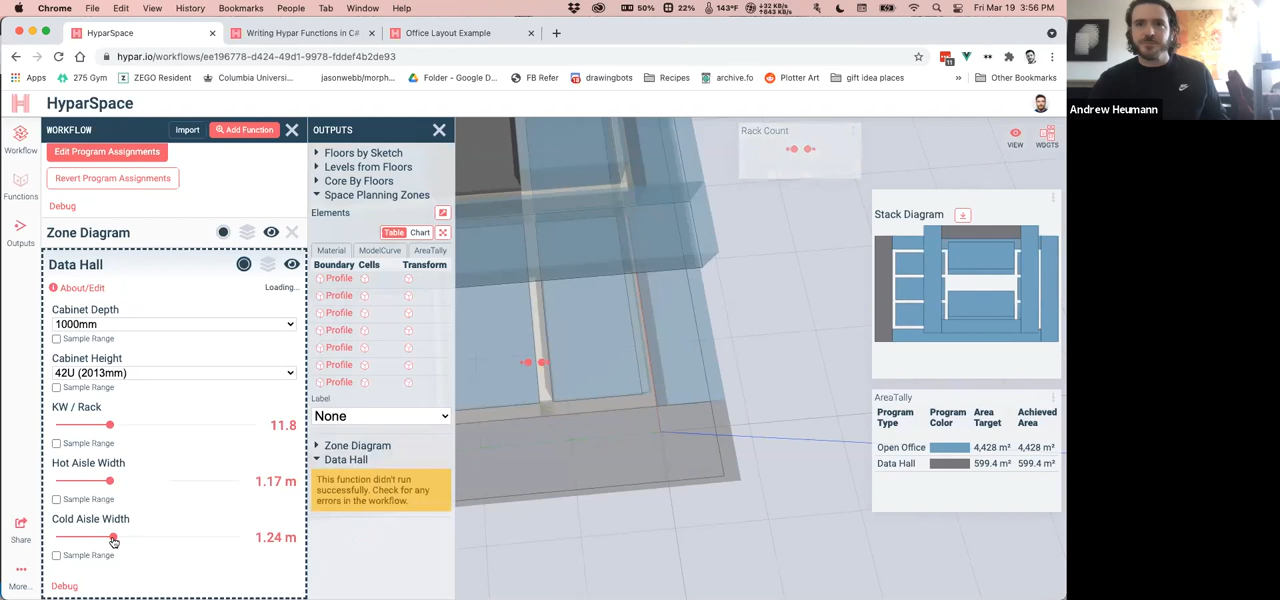 Chrome File Edit View History Bookmarks People Tab Window Help 50% 22% 143°F ↓32 KB/s ↑643 KB/s Fri Mar 19 3:56 PM
HyparSpace Writing Hypar Functions in C# Office Layout Example
hypar.io/workflows/ee196778-d424-49d1-9978-fddef4b2de93
Apps 275 Gym ZEGO Resident Columbia Universi... jasonwebb/morph... Folder - Google D... FB Refer drawingbots Recipes archive.fo Plotter Art gift idea places » Other Bookmarks
HyparSpace
WORKFLOW Import Add Function
Workflow
Functions
Outputs
Share
More...
Edit Program Assignments
Revert Program Assignments
Debug
Zone Diagram
Data Hall
About/Edit Loading...
Cabinet Depth
1000mm
Sample Range
Cabinet Height
42U (2013mm)
Sample Range
KW / Rack
11.8
Sample Range
Hot Aisle Width
1.17 m
Sample Range
Cold Aisle Width
1.24 m
Sample Range
Debug
OUTPUTS
Floors by Sketch
Levels from Floors
Core By Floors
Space Planning Zones
Elements
Table Chart
Material ModelCurve AreaTally
Boundary Cells Transform
Profile
Profile
Profile
Profile
Profile
Profile
Profile
Label
None
Zone Diagram
Data Hall
This function didn't run
successfully. Check for any
errors in the workflow.
Rack Count
VIEW WDGTS
Stack Diagram
AreaTally
Program Type Program Color Area Target Achieved Area
Open Office 4,428 m² 4,428 m²
Data Hall 599.4 m² 599.4 m²
Andrew Heumann